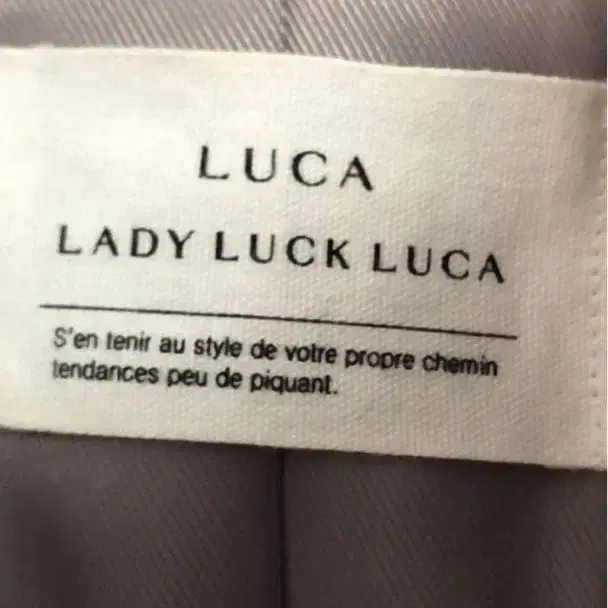 LUCA
LADY LUCK LUCA
S'en tenir au style de votre propre chemin
tendances peu de piquant.